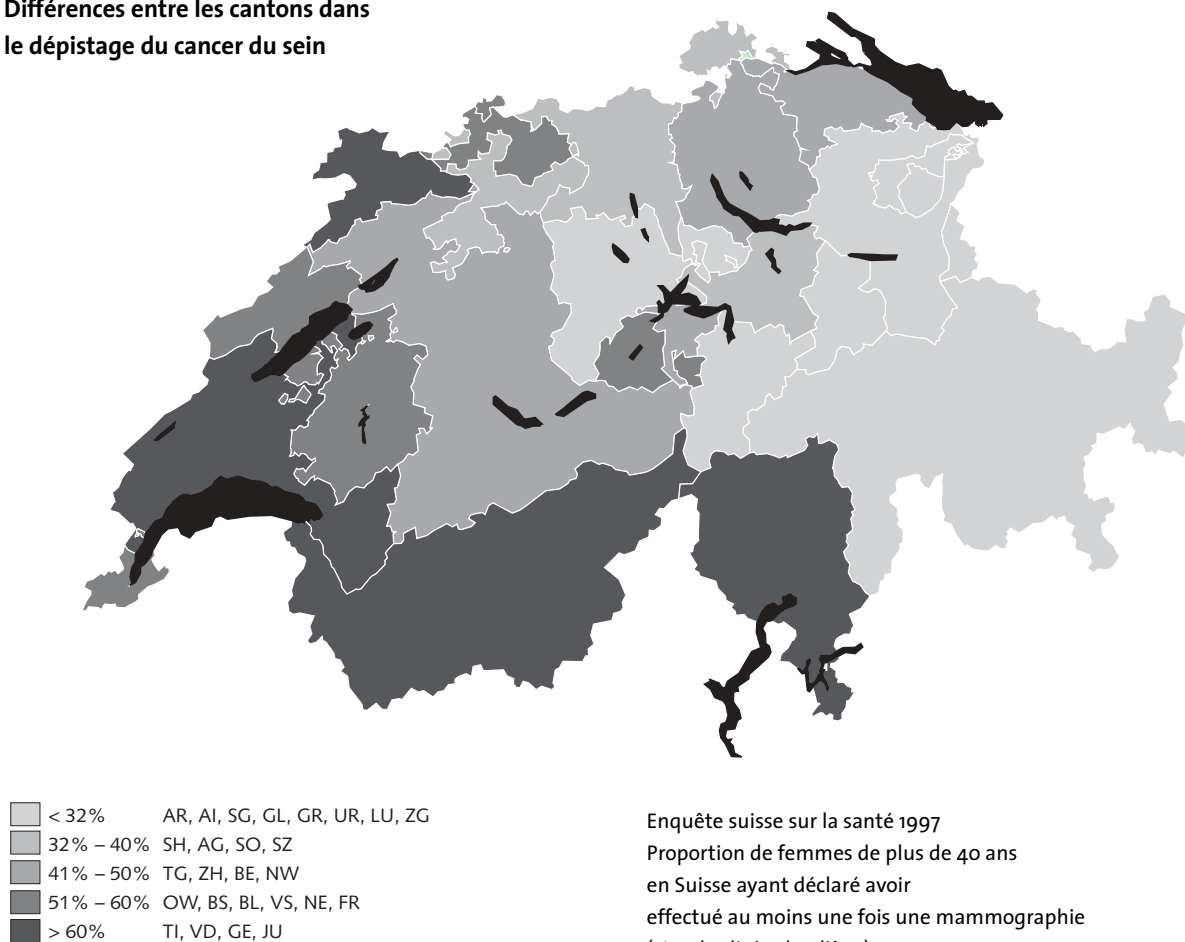 Différences entre les cantons dans
le dépistage du cancer du sein
< 32% AR, AI, SG, GL, GR, UR, LU, ZG
32% – 40% SH, AG, SO, SZ
41% – 50% TG, ZH, BE, NW
51% – 60% OW, BS, BL, VS, NE, FR
> 60% TI, VD, GE, JU
Enquête suisse sur la santé 1997
Proportion de femmes de plus de 40 ans
en Suisse ayant déclaré avoir
effectué au moins une fois une mammographie